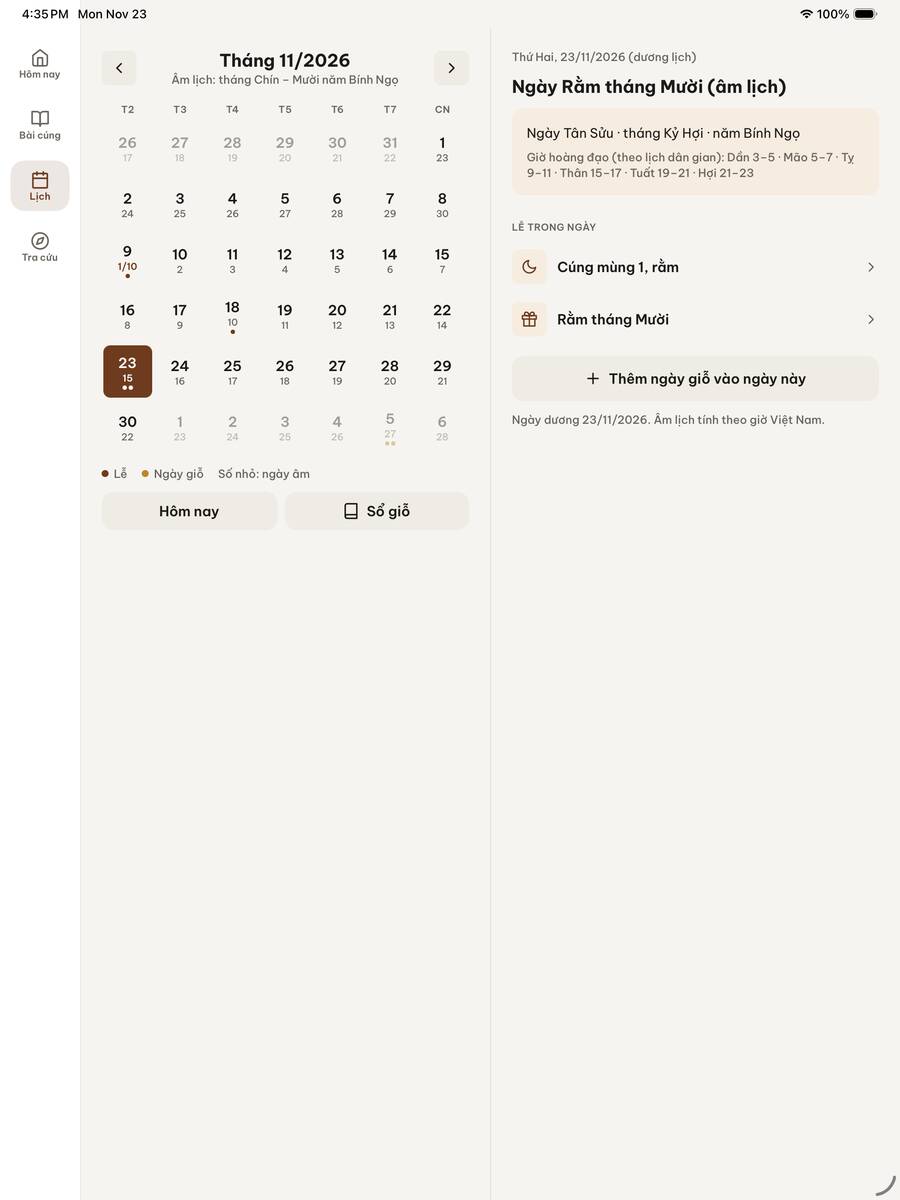 4:35 PM Mon Nov 23
100%
Hôm nay
Bài cúng
Lịch
Tra cứu
Tháng 11/2026
Âm lịch: tháng Chín – Mười năm Bính Ngọ
T2 T3 T4 T5 T6 T7 CN
26 27 28 29 30 31 1
17 18 19 20 21 22 23
2 3 4 5 6 7 8
24 25 26 27 28 29 30
9 10 11 12 13 14 15
1/10 2 3 4 5 6 7
16 17 18 19 20 21 22
8 9 10 11 12 13 14
23 24 25 26 27 28 29
15 16 17 18 19 20 21
30 1 2 3 4 5 6
22 23 24 25 26 27 28
Lễ Ngày giỗ Số nhỏ: ngày âm
Hôm nay Sổ giỗ
Thứ Hai, 23/11/2026 (dương lịch)
Ngày Rằm tháng Mười (âm lịch)
Ngày Tân Sửu · tháng Kỷ Hợi · năm Bính Ngọ
Giờ hoàng đạo (theo lịch dân gian): Dần 3–5 · Mão 5–7 · Tỵ
9–11 · Thân 15–17 · Tuất 19–21 · Hợi 21–23
LỄ TRONG NGÀY
Cúng mùng 1, rằm
Rằm tháng Mười
Thêm ngày giỗ vào ngày này
Ngày dương 23/11/2026. Âm lịch tính theo giờ Việt Nam.